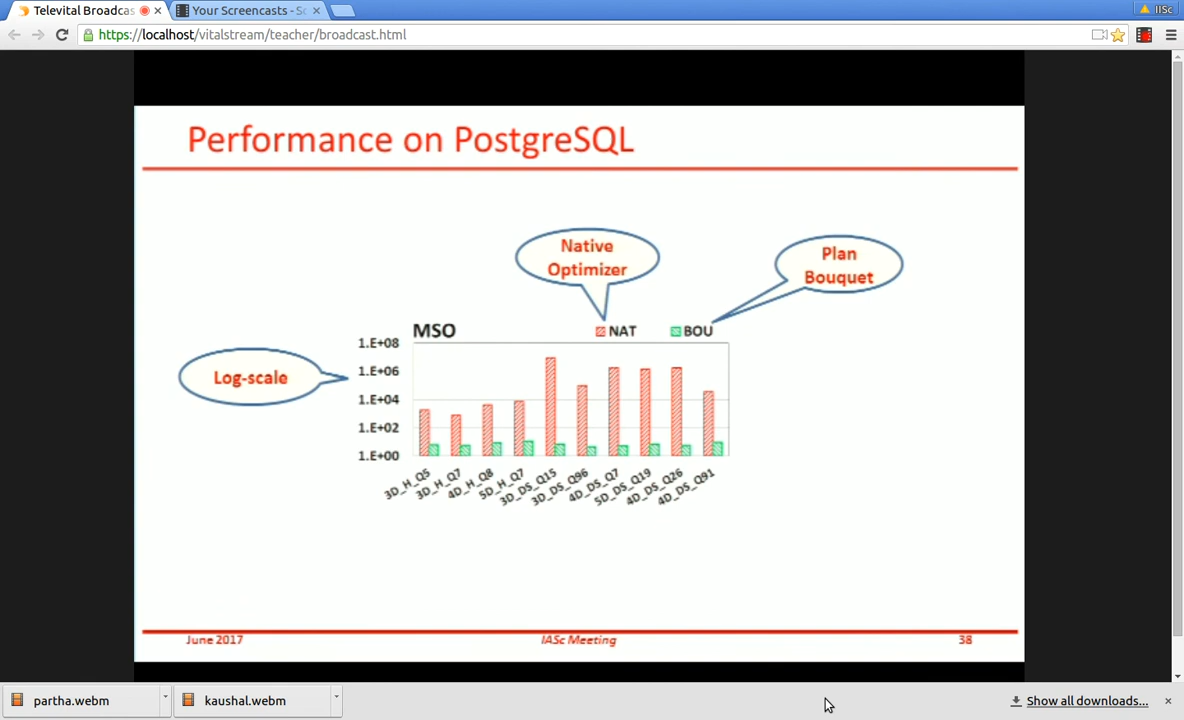 Televital Broadcas
Your Screencasts - Sc
IISc
https://localhost/vitalstream/teacher/broadcast.html
Performance on PostgreSQL
Native
Optimizer
Plan
Bouquet
Log-scale
MSO
NAT
BOU
1.E+08
1.E+06
1.E+04
1.E+02
1.E+00
3D_H_Q5
3D_H_Q7
4D_H_Q8
5D_H_Q7
3D_DS_Q15
3D_DS_Q96
4D_DS_Q7
5D_DS_Q19
4D_DS_Q26
4D_DS_Q91
June 2017
IASc Meeting
38
partha.webm
kaushal.webm
Show all downloads...